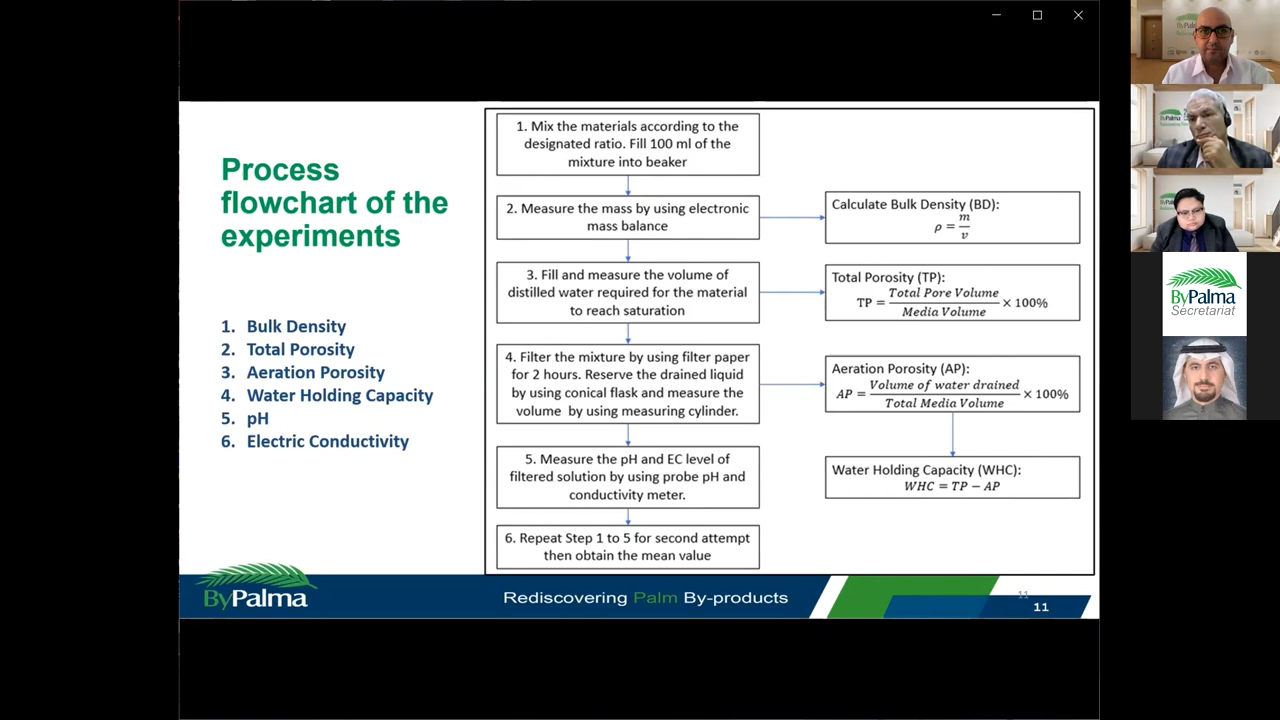 Process
flowchart of the
experiments
1. Bulk Density
2. Total Porosity
3. Aeration Porosity
4. Water Holding Capacity
5. pH
6. Electric Conductivity
1. Mix the materials according to the
designated ratio. Fill 100 ml of the
mixture into beaker
2. Measure the mass by using electronic
mass balance
Calculate Bulk Density (BD):
ρ = m/v
3. Fill and measure the volume of
distilled water required for the material
to reach saturation
Total Porosity (TP):
TP = Total Pore Volume / Media Volume × 100%
4. Filter the mixture by using filter paper
for 2 hours. Reserve the drained liquid
by using conical flask and measure the
volume by using measuring cylinder.
Aeration Porosity (AP):
AP = Volume of water drained / Total Media Volume × 100%
5. Measure the pH and EC level of
filtered solution by using probe pH and
conductivity meter.
Water Holding Capacity (WHC):
WHC = TP − AP
6. Repeat Step 1 to 5 for second attempt
then obtain the mean value
ByPalma
Rediscovering Palm By-products
11
11
ByPalma
Secretariat